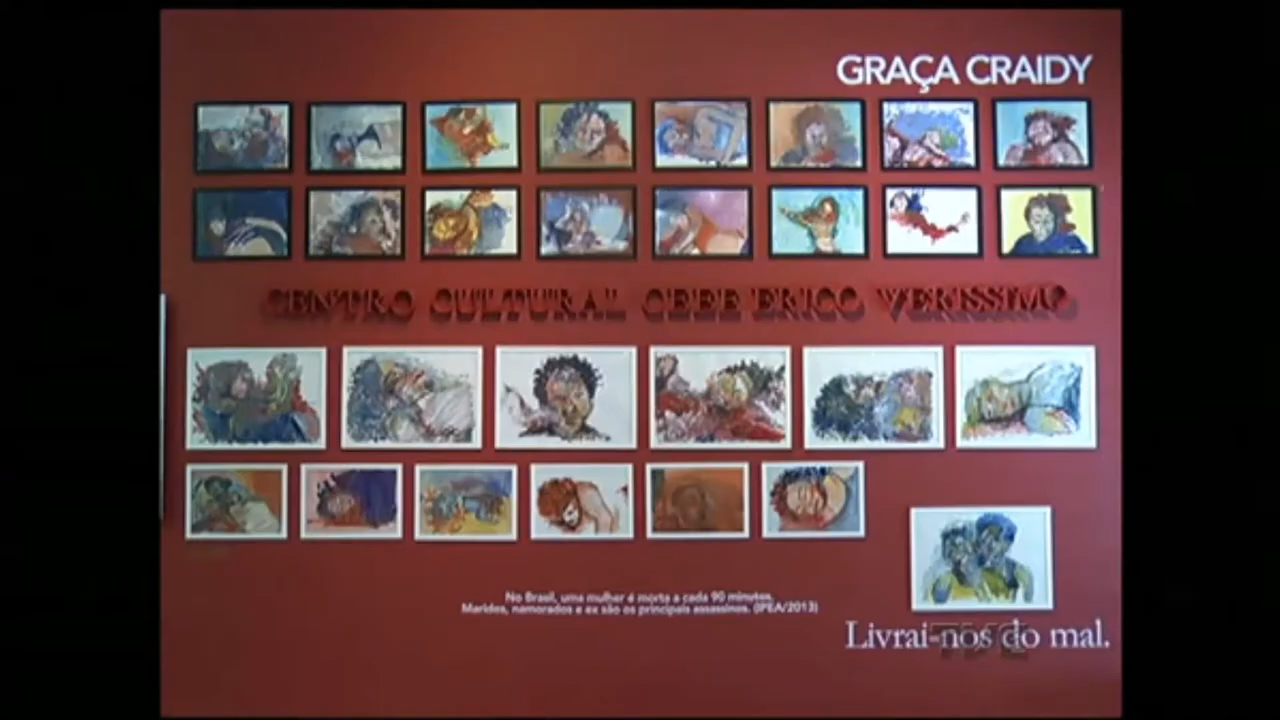 GRAÇA CRAIDY
CENTRO CULTURAL CEEE ERICO VERISSIMO
No Brasil, uma mulher é morta a cada 90 minutos.
Maridos, namorados e ex são os principais assassinos. (IPEA/2013)
Livrai-nos do mal.